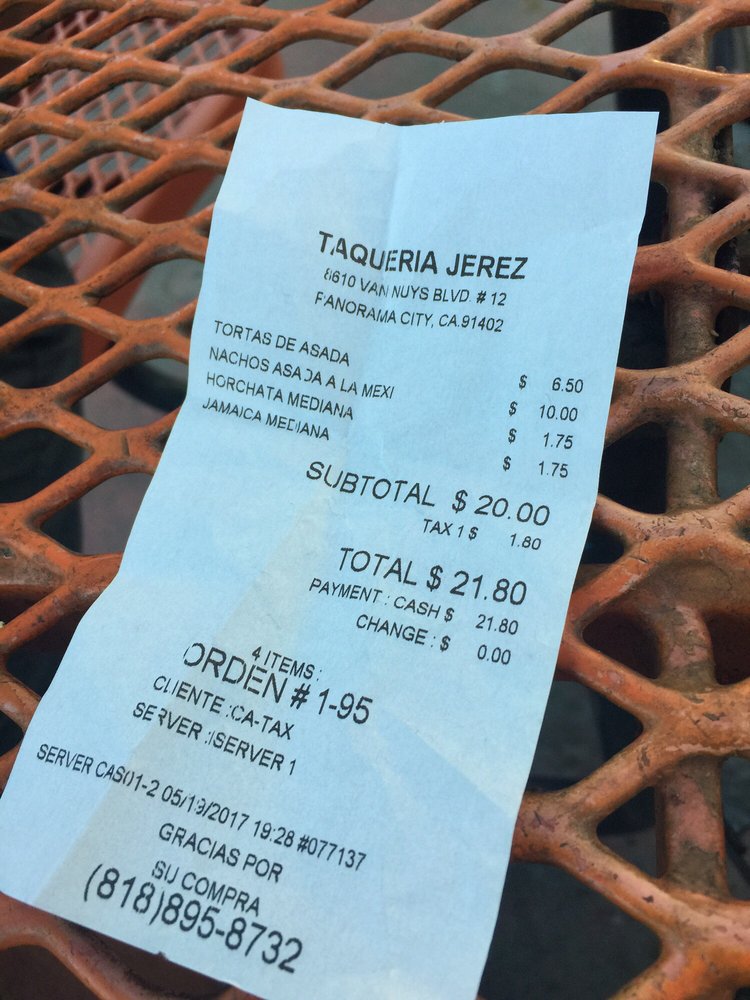 TAQUERIA JEREZ
8610 VAN NUYS BLVD. # 12
PANORAMA CITY, CA.91402
TORTAS DE ASADA $ 6.50
NACHOS ASADA A LA MEXI $ 10.00
HORCHATA MEDIANA $ 1.75
JAMAICA MEDIANA $ 1.75
SUBTOTAL $ 20.00
TAX 1 $ 1.80
TOTAL $ 21.80
PAYMENT : CASH $ 21.80
CHANGE : $ 0.00
4 ITEMS :
ORDEN # 1-95
CLIENTE :CA-TAX
SERVER :SERVER 1
SERVER CAS01-2 05/19/2017 19:28 #077137
GRACIAS POR
SU COMPRA
(818)895-8732